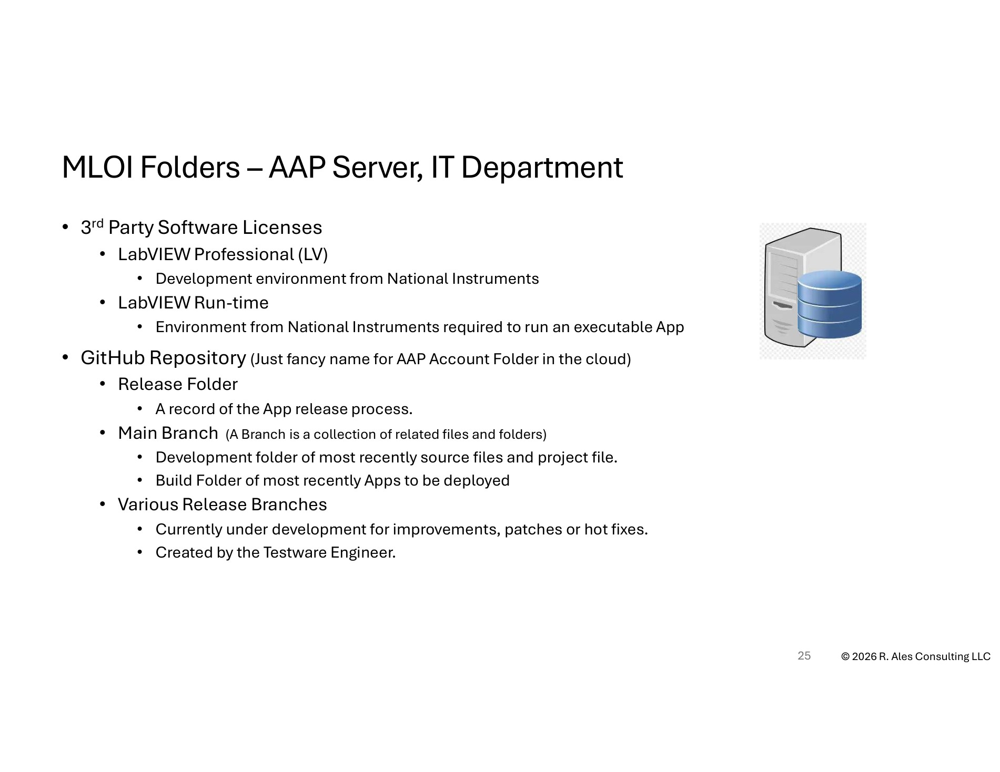 MLOI Folders – AAP Server, IT Department
• 3rd Party Software Licenses
• LabVIEW Professional (LV)
• Development environment from National Instruments
• LabVIEW Run-time
• Environment from National Instruments required to run an executable App
• GitHub Repository (Just fancy name for AAP Account Folder in the cloud)
• Release Folder
• A record of the App release process.
• Main Branch (A Branch is a collection of related files and folders)
• Development folder of most recently source files and project file.
• Build Folder of most recently Apps to be deployed
• Various Release Branches
• Currently under development for improvements, patches or hot fixes.
• Created by the Testware Engineer.
25
© 2026 R. Ales Consulting LLC